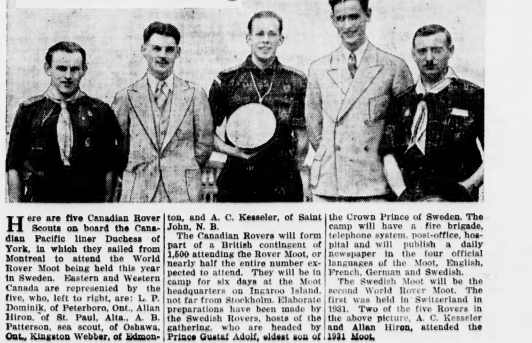 Here are five Canadian Rover
Scouts on board the Cana-
dian Pacific liner Duchess of
York, in which they sailed from
Montreal to attend the World
Rover Moot being held this year
in Sweden. Eastern and Western
Canada are represented by the
five, who, left to right, are: L. P.
Dominik, of Peterboro, Ont., Allan
Hiron, of St. Paul, Alta., A. B.
Patterson, sea scout, of Oshawa,
Ont., Kingston Webber, of Edmon-
ton, and A. C. Kesseler, of Saint
John, N. B.
The Canadian Rovers will form
part of a British contingent of
1,500 attending the Rover Moot, or
nearly half the entire number ex-
pected to attend. They will be in
camp for six days at the Moot
headquarters on Ingaroo island,
not far from Stockholm. Elaborate
preparations have been made by
the Swedish Rovers, hosts of the
gathering, who are headed by
Prince Gustaf Adolf, eldest son of
the Crown Prince of Sweden. The
camp will have a fire brigade,
telephone system, post-office, hos-
pital and will publish a daily
newspaper in the four official
languages of the Moot, English,
French, German and Swedish.
The Swedish Moot will be the
second World Rover Moot. The
first was held in Switzerland in
1931. Two of the five Rovers in
the above picture, A. C. Kesseler
and Allan Hiron, attended the
1931 Moot.